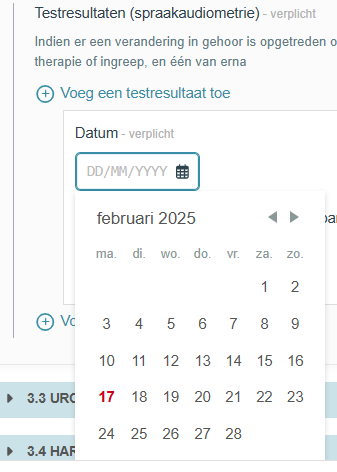 Testresultaten (spraakaudiometrie) - verplicht
Indien er een verandering in gehoor is opgetreden o
therapie of ingreep, en één van erna
Voeg een testresultaat toe
Datum - verplicht
DD/MM/YYYY
februari 2025
ma. di. wo. do. vr. za. zo.
1 2
3 4 5 6 7 8 9
10 11 12 13 14 15 16
17 18 19 20 21 22 23
24 25 26 27 28
3.3 URO
3.4 HAR